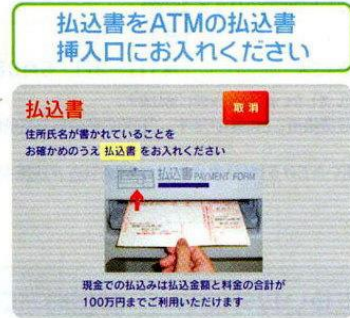 払込書をATMの払込書
挿入口にお入れください
払込書
取消
住所氏名が書かれていることを
お確かめのうえ 払込書 をお入れください
払込書 PAYMENT FORM
現金での払込みは払込金額と料金の合計が
100万円までご利用いただけます